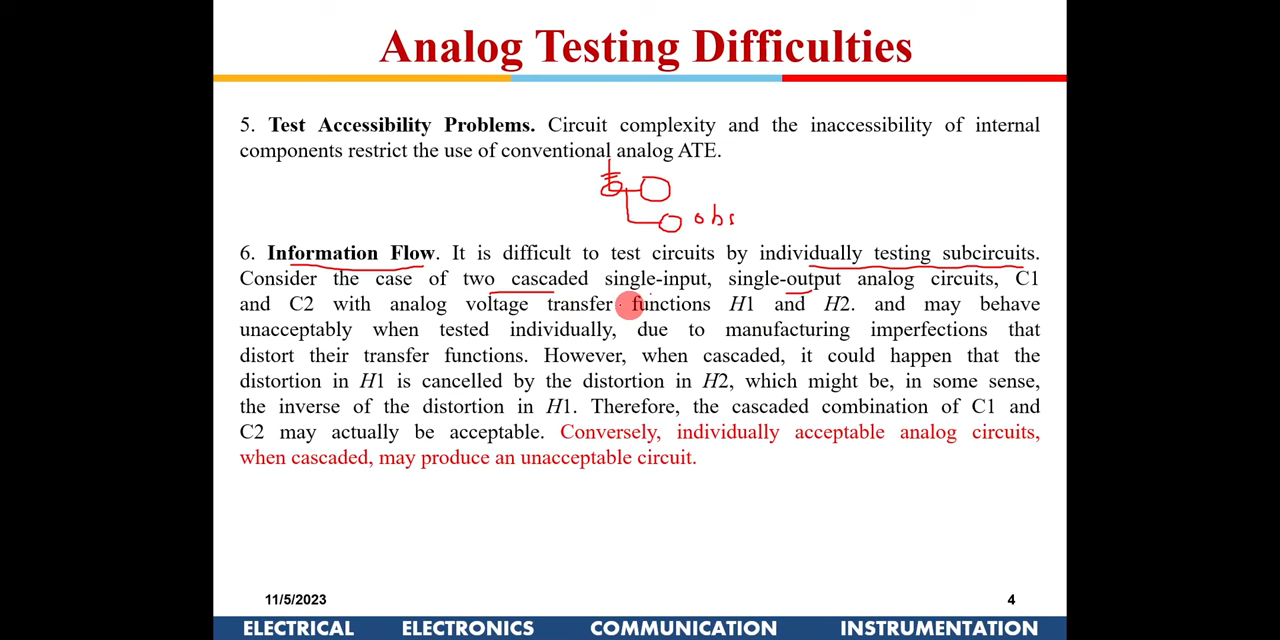 Analog Testing Difficulties
5. Test Accessibility Problems. Circuit complexity and the inaccessibility of internal
components restrict the use of conventional analog ATE.
obs
6. Information Flow. It is difficult to test circuits by individually testing subcircuits.
Consider the case of two cascaded single-input, single-output analog circuits, C1
and C2 with analog voltage transfer functions H1 and H2. and may behave
unacceptably when tested individually, due to manufacturing imperfections that
distort their transfer functions. However, when cascaded, it could happen that the
distortion in H1 is cancelled by the distortion in H2, which might be, in some sense,
the inverse of the distortion in H1. Therefore, the cascaded combination of C1 and
C2 may actually be acceptable. Conversely, individually acceptable analog circuits,
when cascaded, may produce an unacceptable circuit.
11/5/2023 4
ELECTRICAL ELECTRONICS COMMUNICATION INSTRUMENTATION